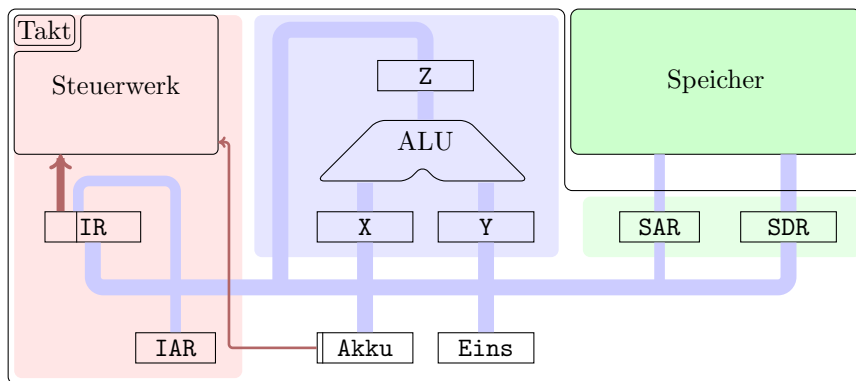 Takt
Steuerwerk
Z
Speicher
ALU
IR
X
Y
SAR
SDR
IAR
Akku
Eins